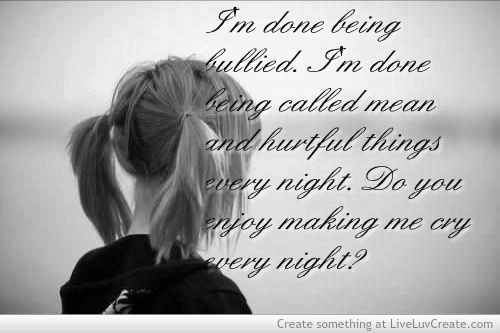 I'm done being
bullied. I'm done
being called mean
and hurtful things
every night. Do you
enjoy making me cry
every night?
Create something at LiveLuvCreate.com